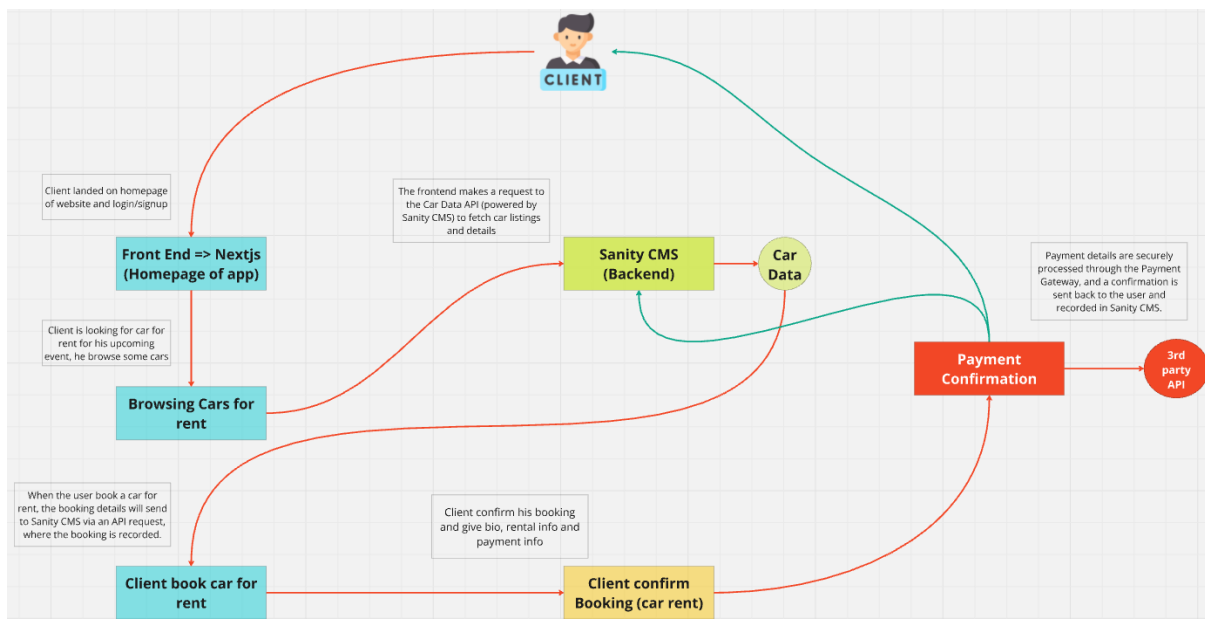 CLIENT
Client landed on homepage
of website and login/signup
The frontend makes a request to
the Car Data API (powered by
Sanity CMS) to fetch car listings
and details
Front End => Nextjs
(Homepage of app)
Sanity CMS
(Backend)
Car
Data
Payment details are securely
processed through the Payment
Gateway, and a confirmation is
sent back to the user and
recorded in Sanity CMS.
Client is looking for car for
rent for his upcoming
event, he browse some cars
Payment
Confirmation
3rd
party
API
Browsing Cars for
rent
When the user book a car for
rent, the booking details will send
to Sanity CMS via an API request,
where the booking is recorded.
Client confirm his booking
and give bio, rental info and
payment info
Client book car for
rent
Client confirm
Booking (car rent)